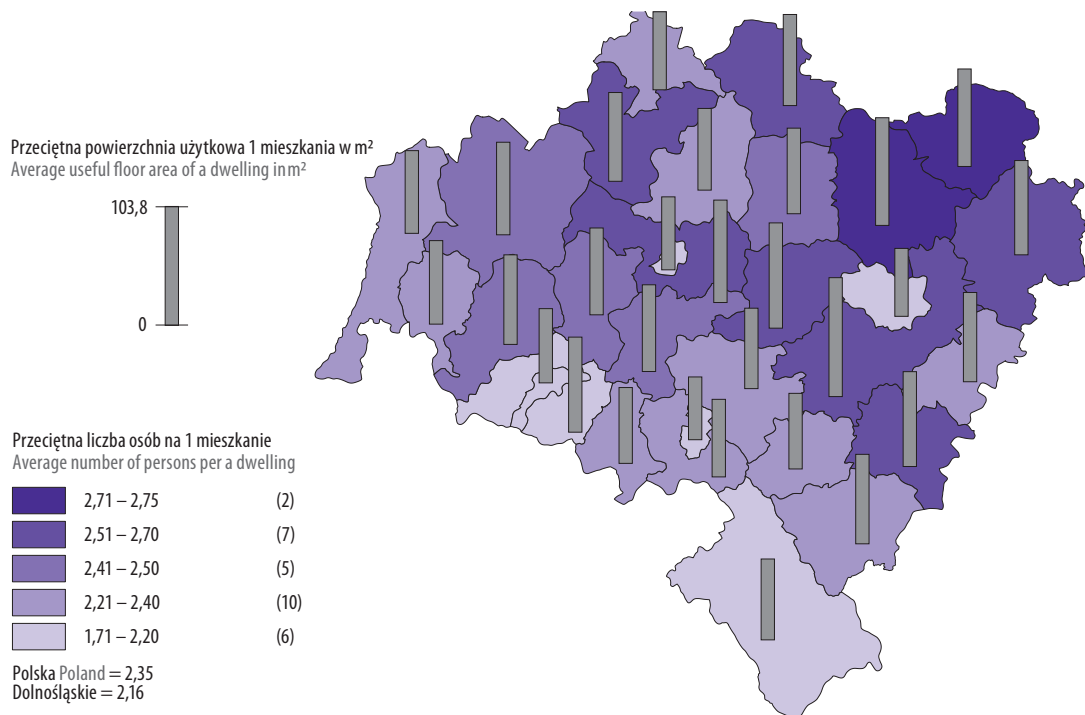 Przeciętna powierzchnia użytkowa 1 mieszkania w m²
Average useful floor area of a dwelling in m²
103,8
0
Przeciętna liczba osób na 1 mieszkanie
Average number of persons per a dwelling
2,71 – 2,75 (2)
2,51 – 2,70 (7)
2,41 – 2,50 (5)
2,21 – 2,40 (10)
1,71 – 2,20 (6)
Polska Poland = 2,35
Dolnośląskie = 2,16